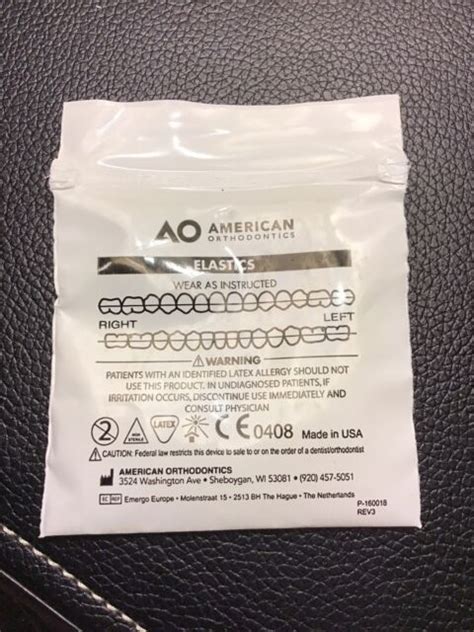 AO AMERICAN
ORTHODONTICS
ELASTICS
WEAR AS INSTRUCTED
RIGHT LEFT
WARNING
PATIENTS WITH AN IDENTIFIED LATEX ALLERGY SHOULD NOT
USE THIS PRODUCT. IN UNDIAGNOSED PATIENTS, IF
IRRITATION OCCURS, DISCONTINUE USE IMMEDIATELY AND
CONSULT PHYSICIAN
2 NON STERILE LATEX CE 0408 Made in USA
CAUTION: Federal law restricts this device to sale to or on the order of a dentist/orthodontist
AMERICAN ORTHODONTICS
3524 Washington Ave • Sheboygan, WI 53081 • (920) 457-5051
EC REP Emergo Europe • Molenstraat 15 • 2513 BH The Hague • The Netherlands
P-160018
REV3